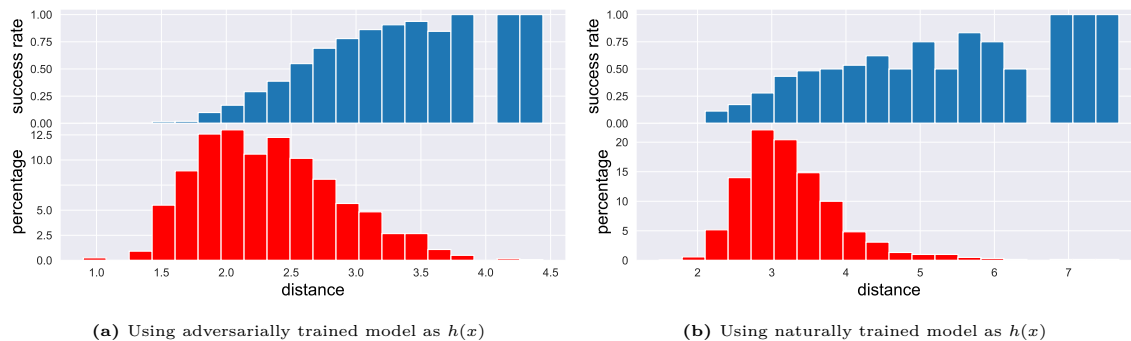 success rate
1.00
0.75
0.50
0.25
0.00
percentage
12.5
10.0
5.0
2.5
0.0
1.0 1.5 2.0 2.5 3.0 3.5 4.0 4.5
distance
(a) Using adversarially trained model as h(x)
success rate
1.00
0.75
0.50
0.25
0.00
percentage
20
15
10
5
0
2 3 4 5 6 7
distance
(b) Using naturally trained model as h(x)